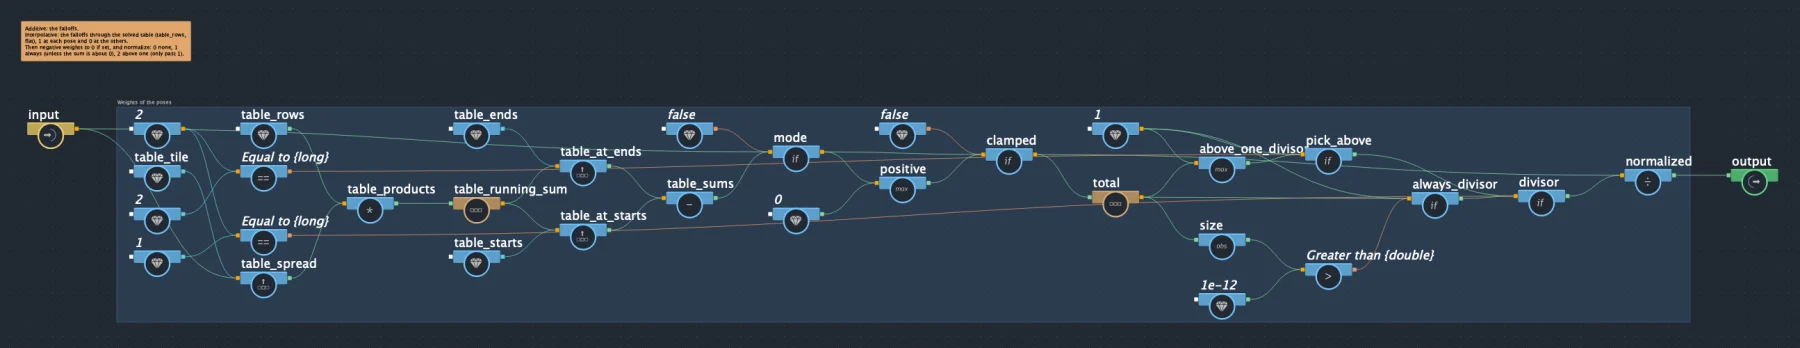 Additive: the falloffs.
Interpolative: the falloffs through the solved table (table_rows,
flat), 1 at each pose and 0 at the others.
Then negative weights to 0 if set, and normalize: 0 none, 1
always (unless the sum is about 0), 2 above one (only past 1).
Weights of the poses
input
2
table_rows
table_ends
false
false
1
mode
clamped
pick_above
table_tile
Equal to {long}
table_at_ends
above_one_divisor
positive
normalized
output
table_products
table_running_sum
table_sums
total
always_divisor
divisor
2
Equal to {long}
table_at_starts
0
size
1
table_spread
table_starts
Greater than {double}
1e-12